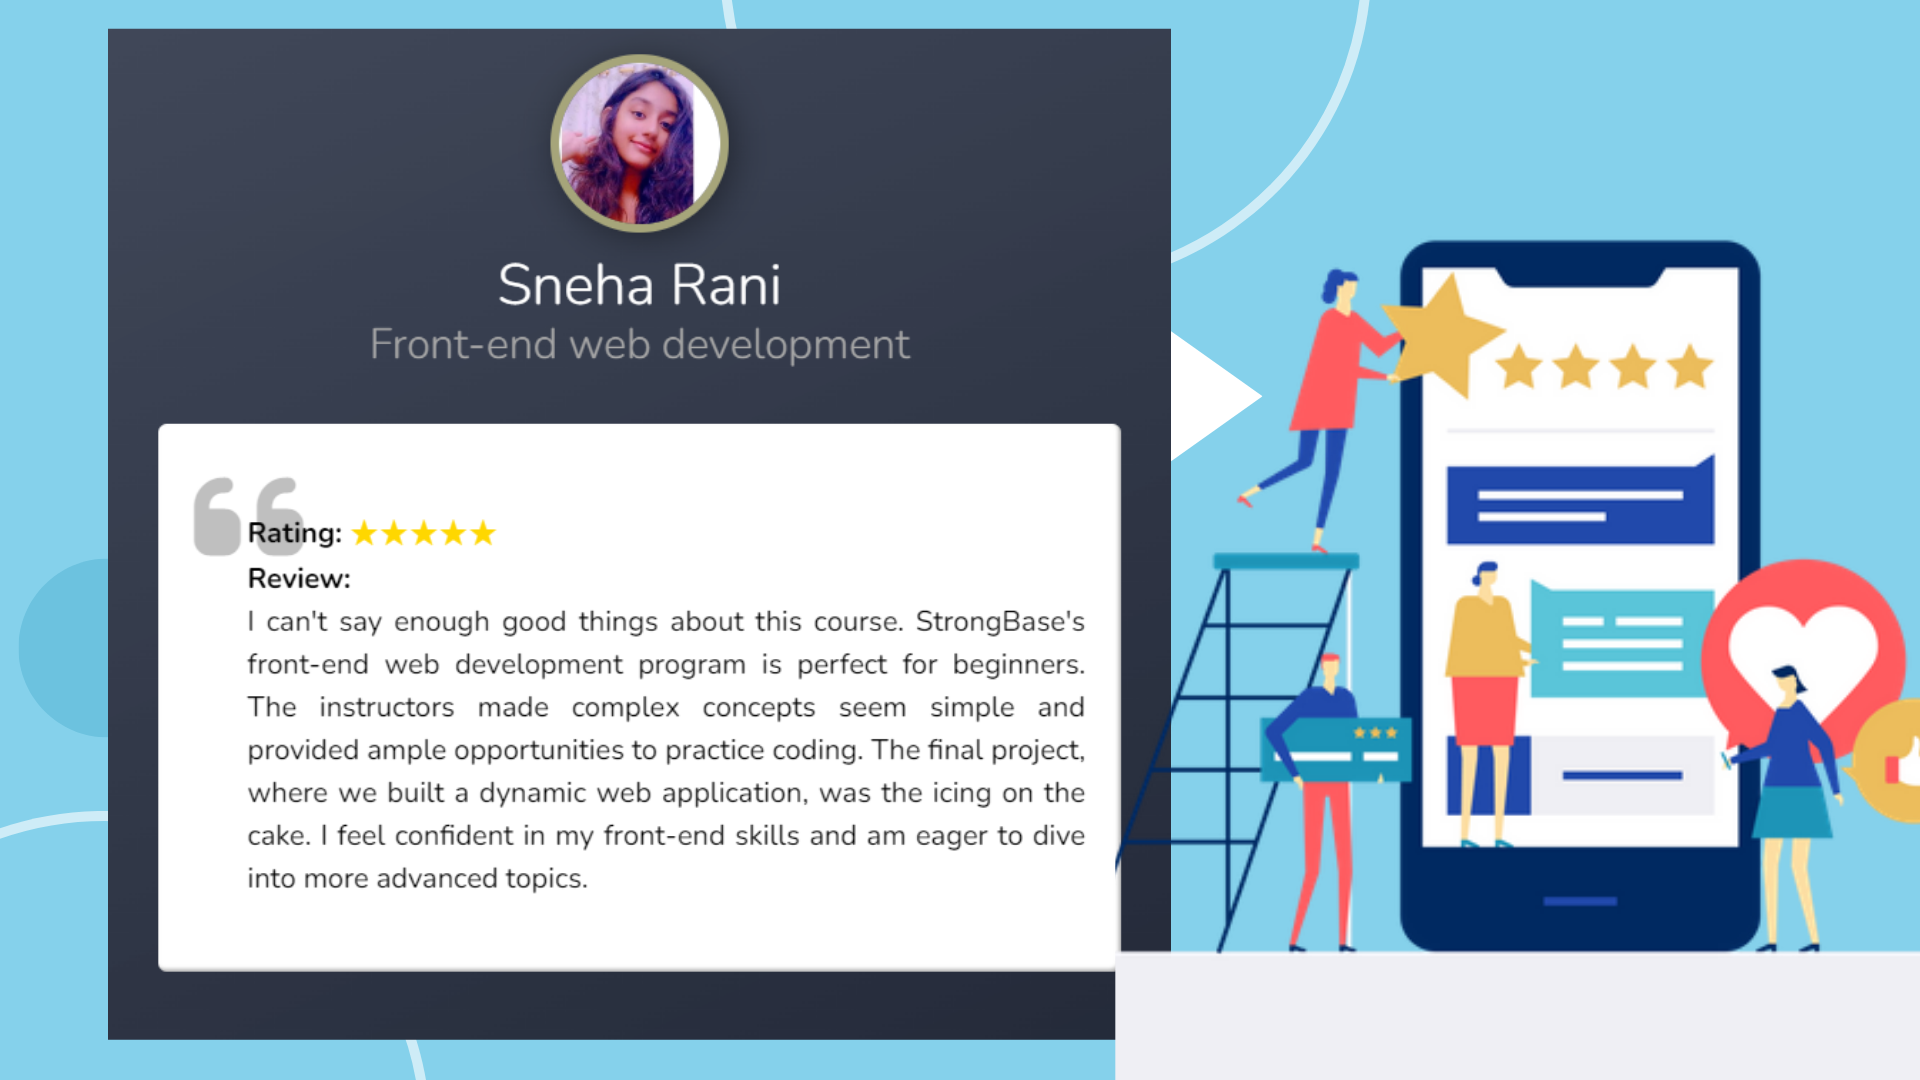 Sneha Rani
Front-end web development
Rating: ★★★★★
Review:
I can't say enough good things about this course. StrongBase's
front-end web development program is perfect for beginners.
The instructors made complex concepts seem simple and
provided ample opportunities to practice coding. The final project,
where we built a dynamic web application, was the icing on the
cake. I feel confident in my front-end skills and am eager to dive
into more advanced topics.